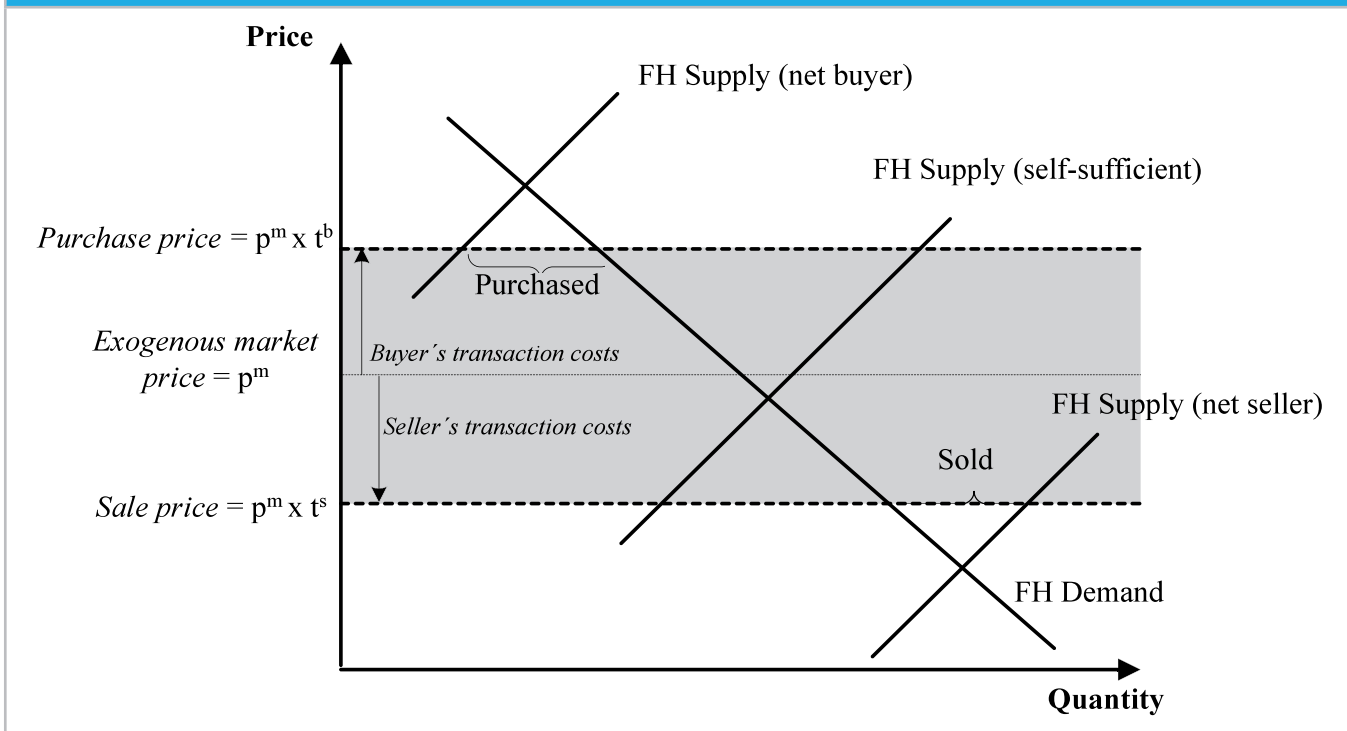 Price
FH Supply (net buyer)
FH Supply (self-sufficient)
Purchase price = pᵐ x tᵇ
Purchased
Exogenous market
price = pᵐ
Buyer´s transaction costs
FH Supply (net seller)
Seller´s transaction costs
Sold
Sale price = pᵐ x tˢ
FH Demand
Quantity